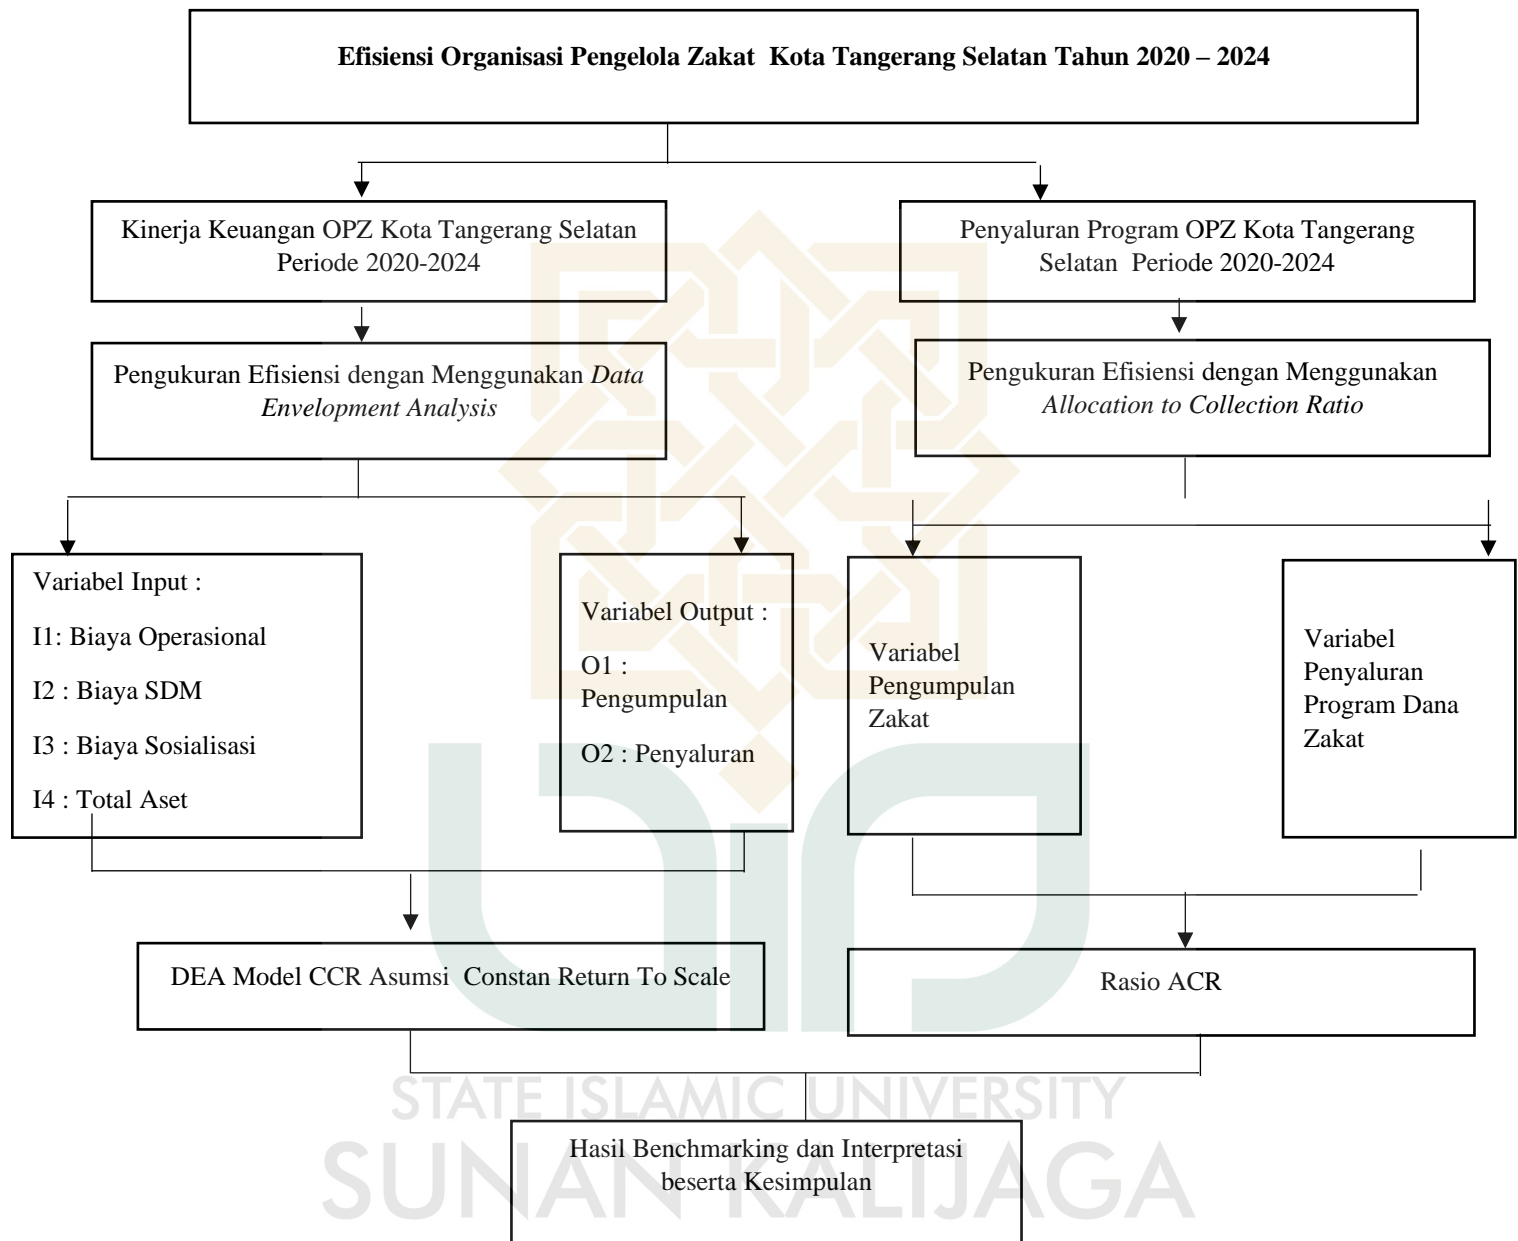 Efisiensi Organisasi Pengelola Zakat Kota Tangerang Selatan Tahun 2020 – 2024
Kinerja Keuangan OPZ Kota Tangerang Selatan
Periode 2020-2024
Penyaluran Program OPZ Kota Tangerang
Selatan Periode 2020-2024
Pengukuran Efisiensi dengan Menggunakan Data
Envelopment Analysis
Pengukuran Efisiensi dengan Menggunakan
Allocation to Collection Ratio
Variabel Input :
I1: Biaya Operasional
I2 : Biaya SDM
I3 : Biaya Sosialisasi
I4 : Total Aset
Variabel Output :
O1 :
Pengumpulan
O2 : Penyaluran
Variabel
Pengumpulan
Zakat
Variabel
Penyaluran
Program Dana
Zakat
DEA Model CCR Asumsi Constan Return To Scale
Rasio ACR
STATE ISLAMIC UNIVERSITY
SUNAN KALIJAGA
Hasil Benchmarking dan Interpretasi
beserta Kesimpulan